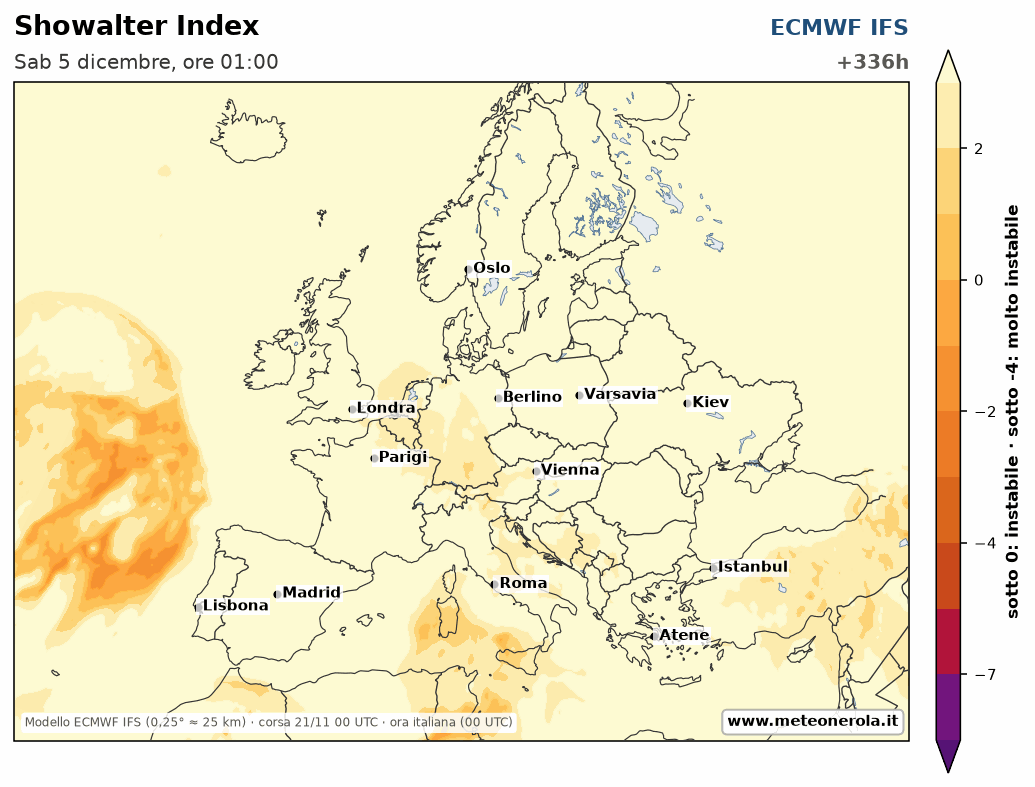 Showalter Index
ECMWF IFS
Sab 5 dicembre, ore 01:00
+336h
Oslo
Berlino
Varsavia
Londra
Kiev
Parigi
Vienna
Istanbul
Roma
Madrid
Lisbona
Atene
Modello ECMWF IFS (0,25° ≈ 25 km) · corsa 21/11 00 UTC · ora italiana (00 UTC)
www.meteonerola.it
2
0
−2
−4
−7
sotto 0: instabile · sotto -4: molto instabile